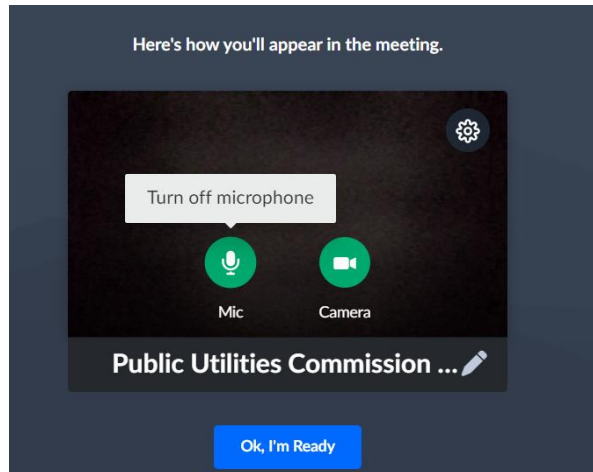 Here's how you'll appear in the meeting.
Turn off microphone
Mic Camera
Public Utilities Commission ...
Ok, I'm Ready